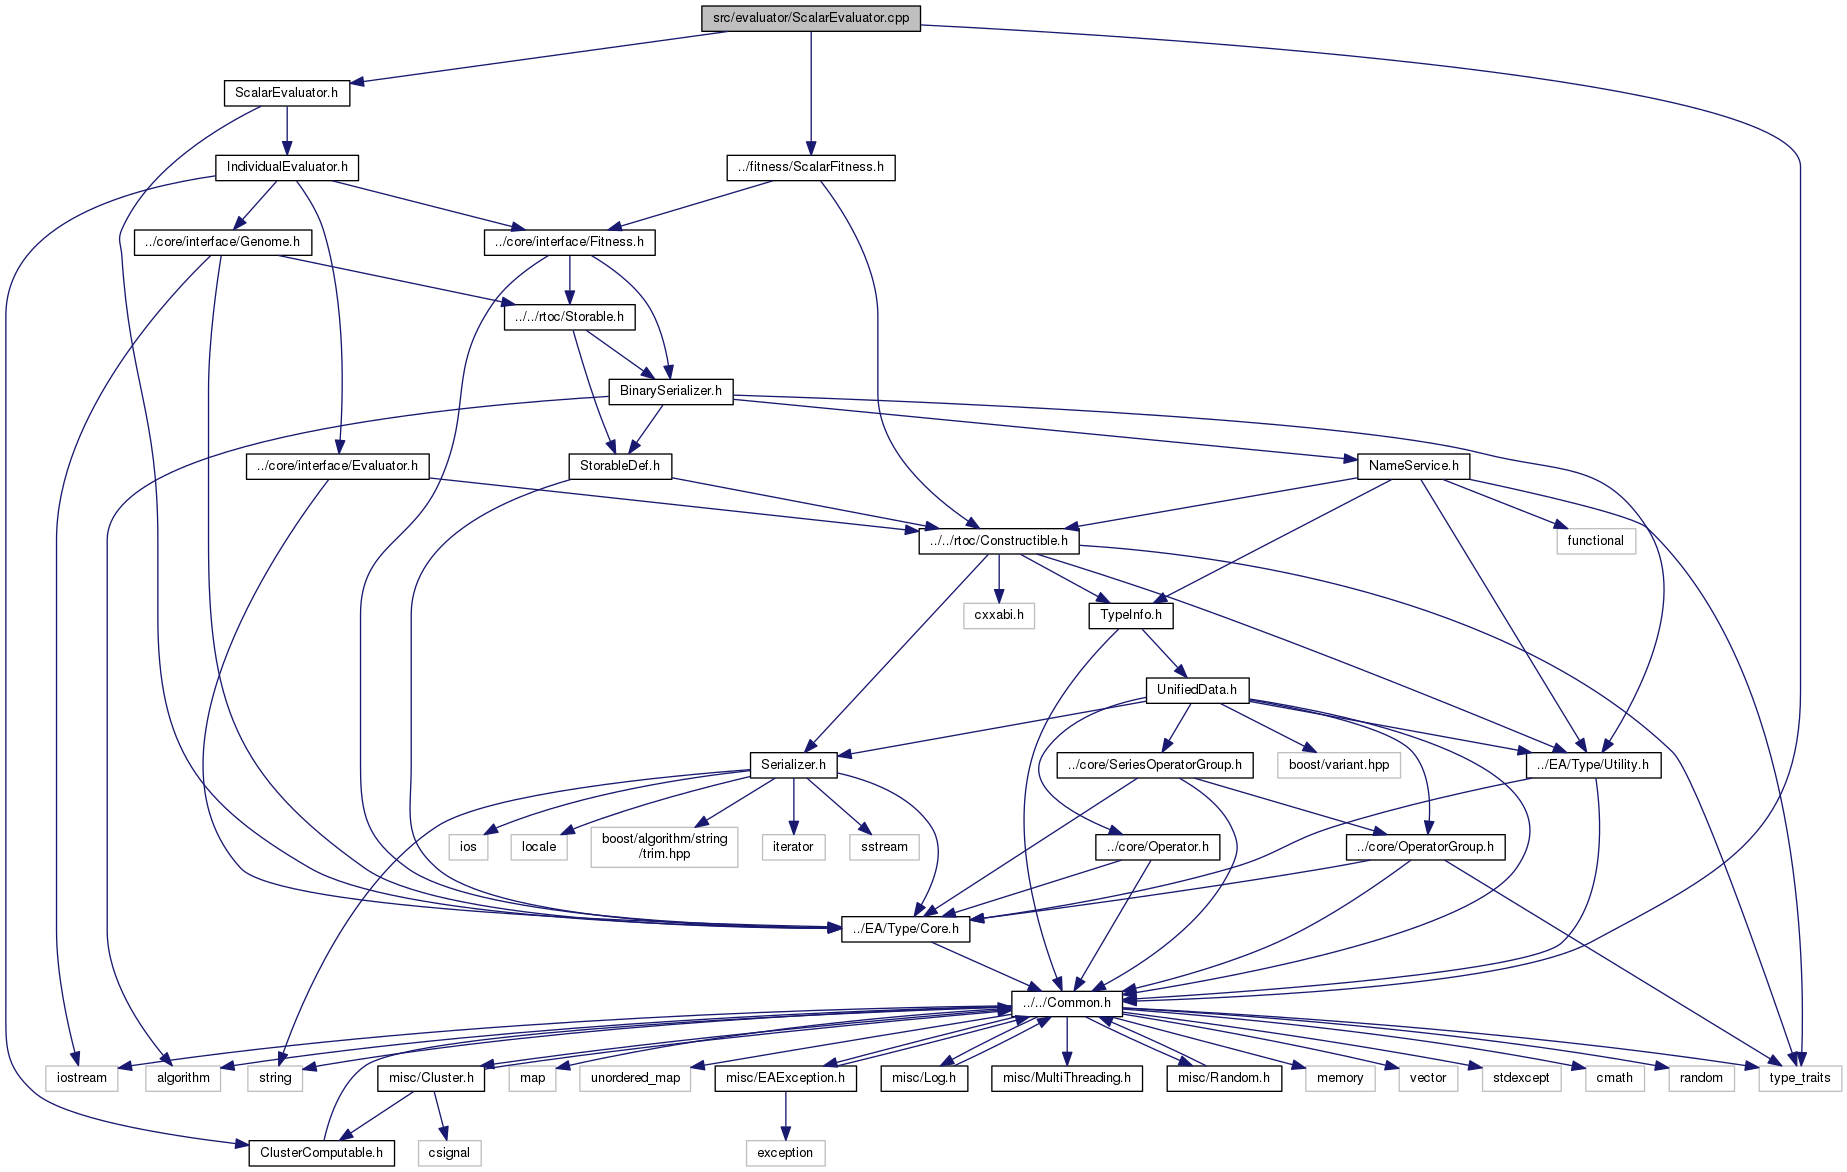 src/evaluator/ScalarEvaluator.cpp
ScalarEvaluator.h
IndividualEvaluator.h
../fitness/ScalarFitness.h
../core/interface/Genome.h
../core/interface/Fitness.h
../../rtoc/Storable.h
BinarySerializer.h
../core/interface/Evaluator.h
StorableDef.h
NameService.h
../../rtoc/Constructible.h
functional
cxxabi.h
TypeInfo.h
UnifiedData.h
Serializer.h
../core/SeriesOperatorGroup.h
boost/variant.hpp
../EA/Type/Utility.h
ios
locale
boost/algorithm/string
/trim.hpp
iterator
sstream
../core/Operator.h
../core/OperatorGroup.h
../EA/Type/Core.h
../../Common.h
iostream
algorithm
string
misc/Cluster.h
map
unordered_map
misc/EAException.h
misc/Log.h
misc/MultiThreading.h
misc/Random.h
memory
vector
stdexcept
cmath
random
type_traits
ClusterComputable.h
csignal
exception